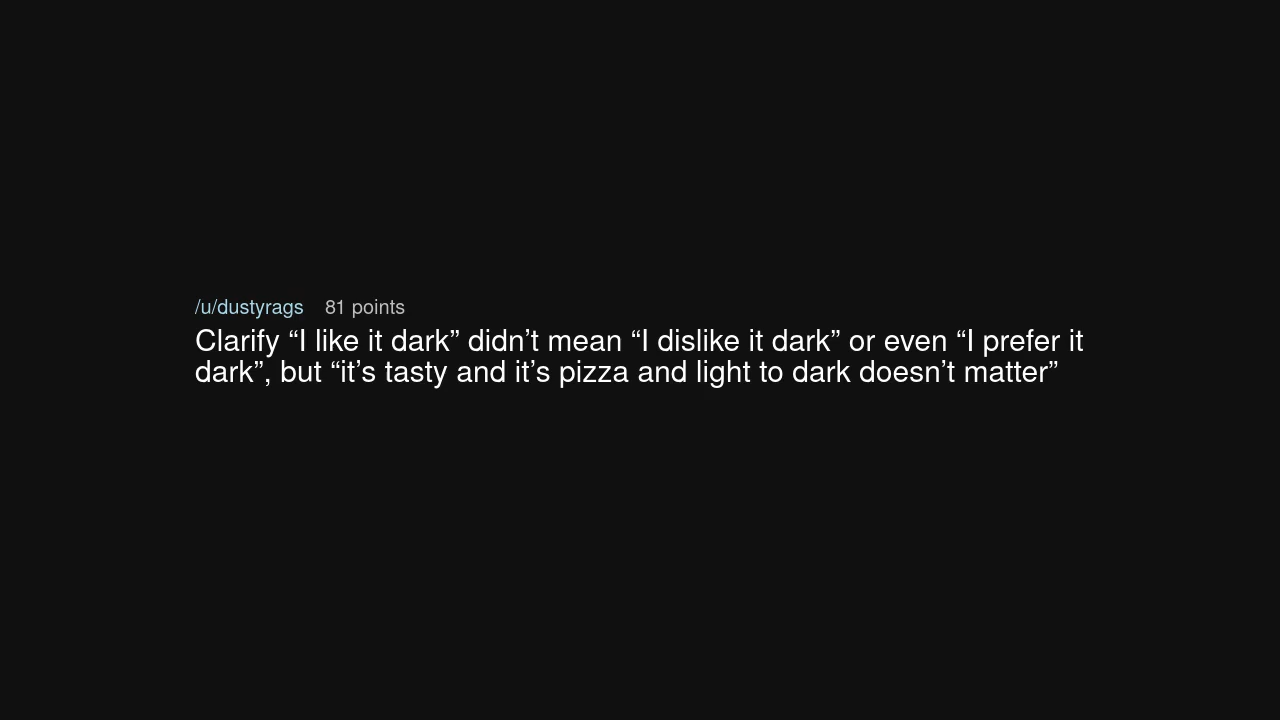 /u/dustyrags 81 points
Clarify “I like it dark” didn’t mean “I dislike it dark” or even “I prefer it
dark”, but “it’s tasty and it’s pizza and light to dark doesn’t matter”